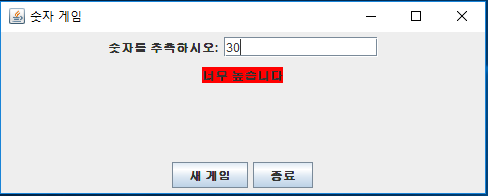 숫자 게임
숫자를 추측하시오: 30
너무 높습니다
새 게임 종료